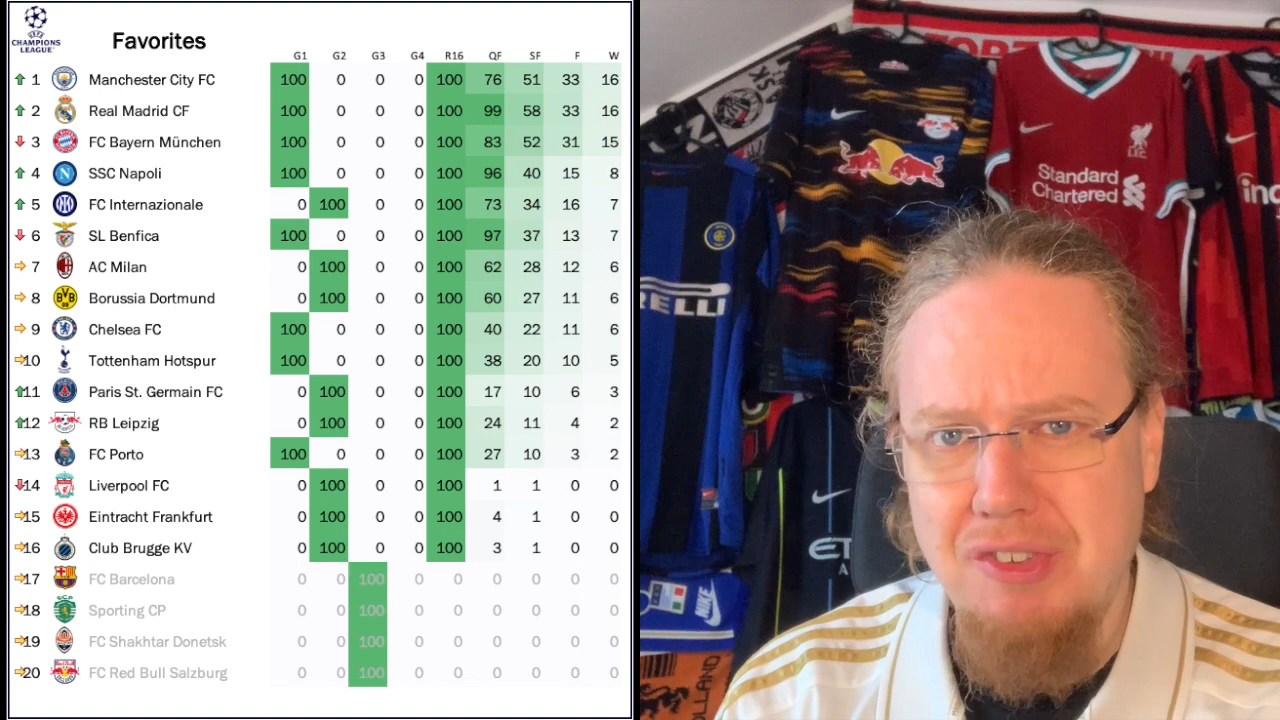 CHAMPIONS
LEAGUE
Favorites
G1 G2 G3 G4 R16 QF SF F W
1 Manchester City FC 100 0 0 0 100 76 51 33 16
2 Real Madrid CF 100 0 0 0 100 99 58 33 16
3 FC Bayern München 100 0 0 0 100 83 52 31 15
4 SSC Napoli 100 0 0 0 100 96 40 15 8
5 FC Internazionale 0 100 0 0 100 73 34 16 7
6 SL Benfica 100 0 0 0 100 97 37 13 7
7 AC Milan 0 100 0 0 100 62 28 12 6
8 BVB Borussia Dortmund 0 100 0 0 100 60 27 11 6
9 Chelsea FC 100 0 0 0 100 40 22 11 6
10 Tottenham Hotspur 100 0 0 0 100 38 20 10 5
11 Paris St. Germain FC 0 100 0 0 100 17 10 6 3
12 RB Leipzig 0 100 0 0 100 24 11 4 2
13 FC Porto 100 0 0 0 100 27 10 3 2
14 Liverpool FC 0 100 0 0 100 1 1 0 0
15 Eintracht Frankfurt 0 100 0 0 100 4 1 0 0
16 Club Brugge KV 0 100 0 0 100 3 1 0 0
17 FC Barcelona 0 0 100 0 0 0 0 0 0
18 Sporting CP 0 0 100 0 0 0 0 0 0
19 FC Shakhtar Donetsk 0 0 100 0 0 0 0 0 0
20 FC Red Bull Salzburg 0 0 100 0 0 0 0 0 0
L.F.C.
Standard
Chartered
RELLI
ET
A
NIKE
OLLAND